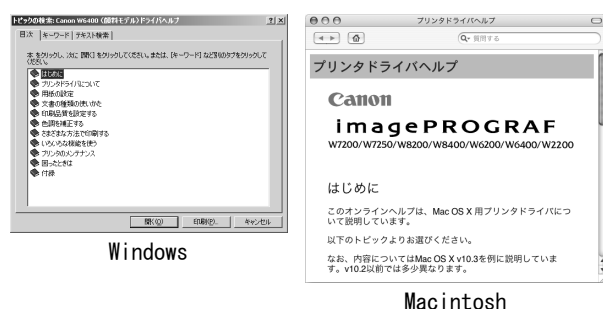 トピックの検索: Canon W6400 (顔料モデル)ドライバヘルプ
目次
キーワード
テキスト検索
本 をクリックし、次に [開く] をクリックしてください。または、[キーワード] など別のタブをクリックして
ください。
はじめに
プリンタドライバについて
用紙の設定
文書の種類の使いかた
印刷品質を設定する
色調を補正する
さまざまな方法で印刷する
いろいろな機能を使う
プリンタのメンテナンス
困ったときは
付録
開く(O)
印刷(P)...
キャンセル
Windows
プリンタドライバヘルプ
質問する
プリンタドライバヘルプ
Canon
imagePROGRAF
W7200/W7250/W8200/W8400/W6200/W6400/W2200
はじめに
このオンラインヘルプは、Mac OS X 用プリンタドライバにつ
いて説明しています。
以下のトピックよりお選びください。
なお、内容についてはMac OS X v10.3を例に説明していま
す。v10.2以前では多少異なります。
Macintosh